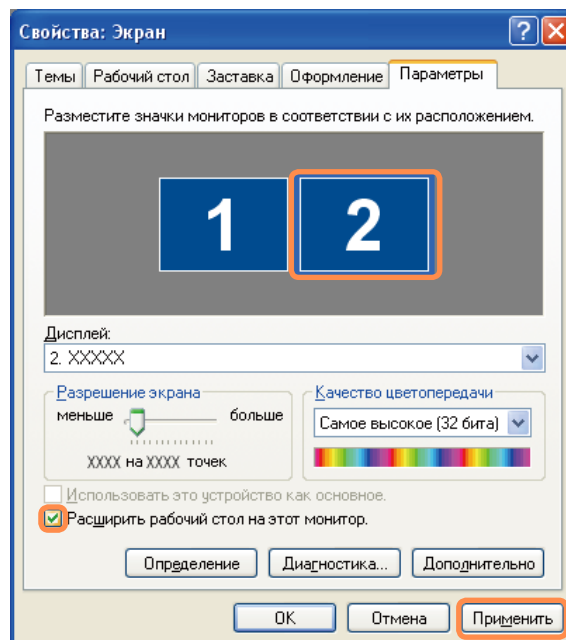 Свойства: Экран
Темы Рабочий стол Заставка Оформление Параметры
Разместите значки мониторов в соответствии с их расположением.
1 2
Дисплей:
2. XXXXX
Разрешение экрана
меньше больше
XXXX на XXXX точек
Качество цветопередачи
Самое высокое (32 бита)
Использовать это устройство как основное.
Расширить рабочий стол на этот монитор.
Определение Диагностика... Дополнительно
OK Отмена Применить